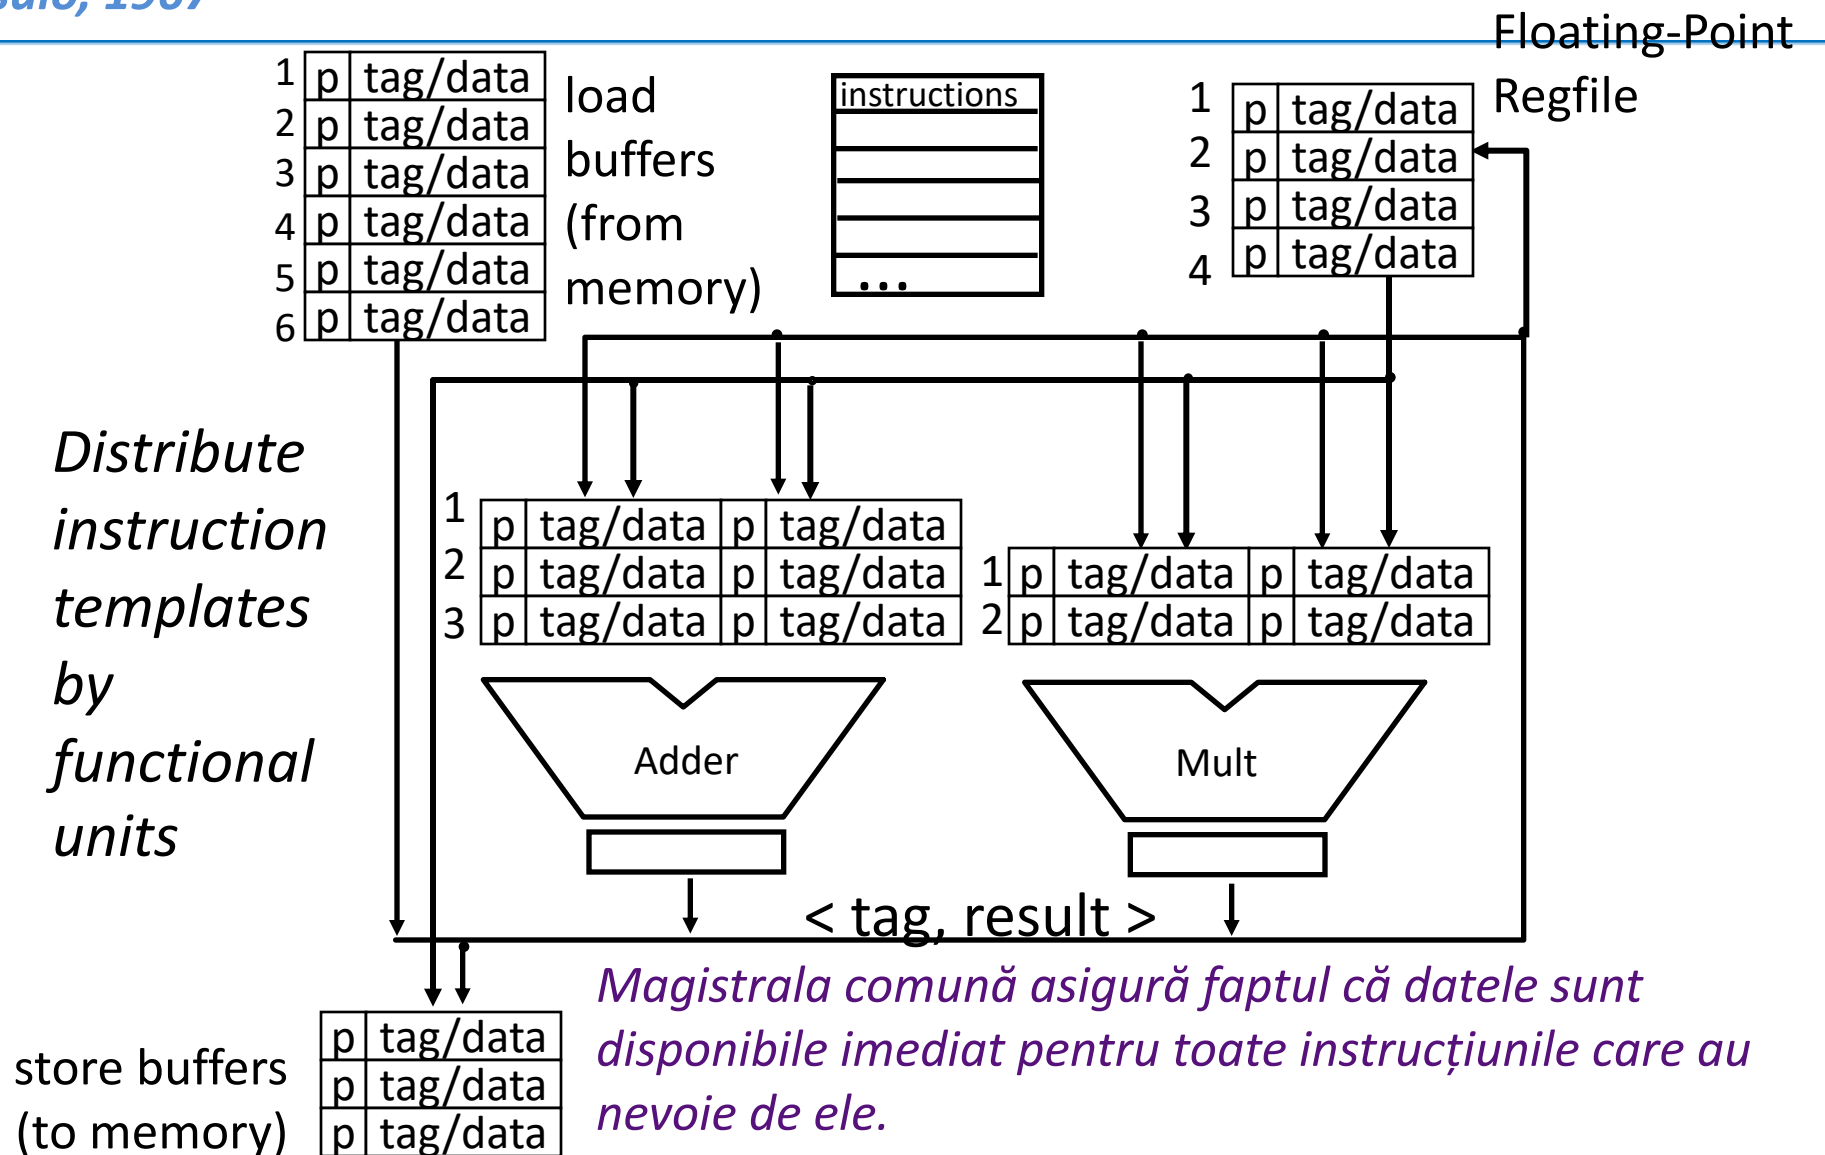 1967
Floating-Point
Regfile
1 p tag/data
2 p tag/data
3 p tag/data
4 p tag/data
5 p tag/data
6 p tag/data
load
buffers
(from
memory)
instructions
...
1 p tag/data
2 p tag/data
3 p tag/data
4 p tag/data
Distribute
instruction
templates
by
functional
units
1 p tag/data p tag/data
2 p tag/data p tag/data
3 p tag/data p tag/data
1 p tag/data p tag/data
2 p tag/data p tag/data
Adder
Mult
< tag, result >
Magistrala comună asigură faptul că datele sunt
disponibile imediat pentru toate instrucțiunile care au
nevoie de ele.
store buffers
(to memory)
p tag/data
p tag/data
p tag/data